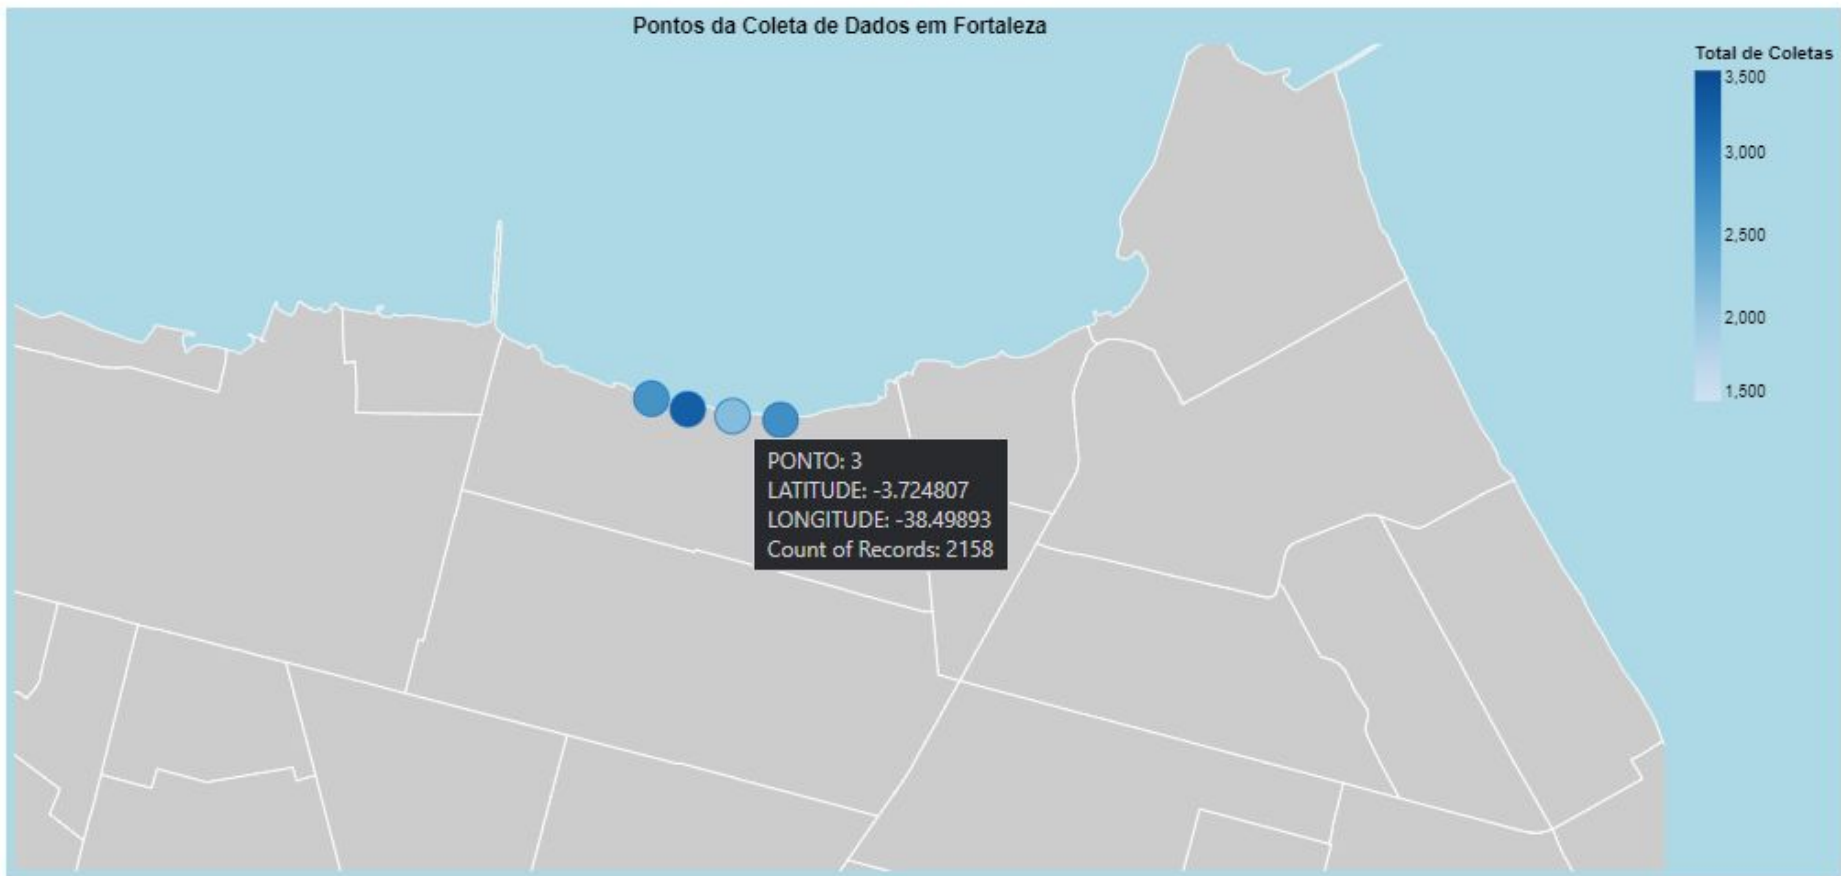 Pontos da Coleta de Dados em Fortaleza
Total de Coletas
3,500
3,000
2,500
2,000
1,500
PONTO: 3
LATITUDE: -3.724807
LONGITUDE: -38.49893
Count of Records: 2158